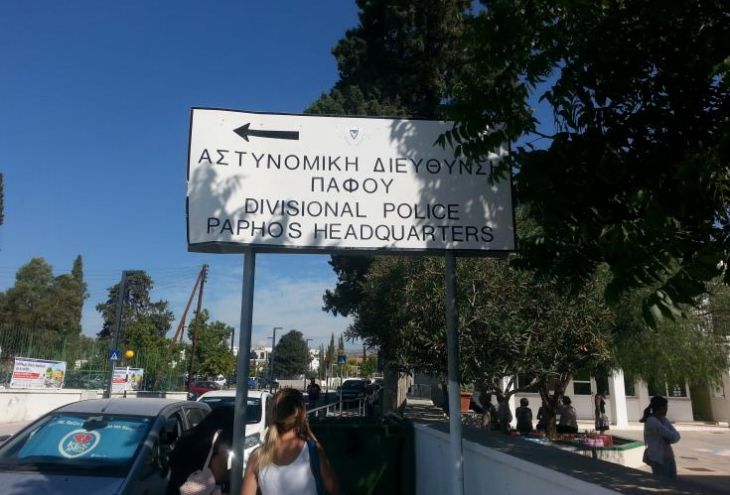 ΑΣΤΥΝΟΜΙΚΗ ΔΙΕΥΘΥΝΣΗ
ΠΑΦΟΥ
DIVISIONAL POLICE
PAPHOS HEADQUARTERS